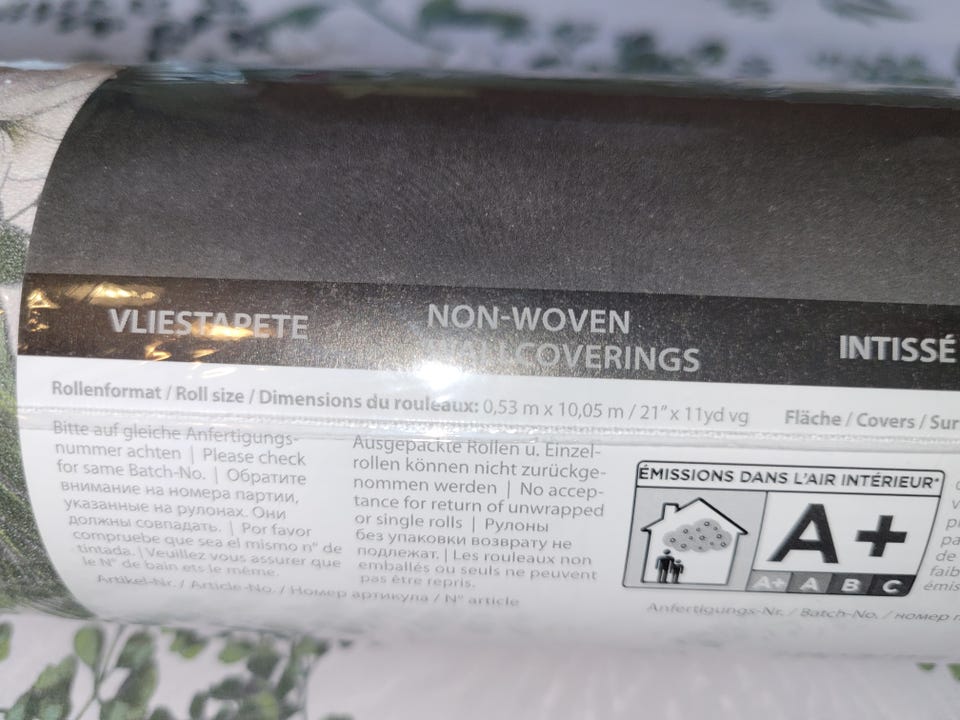 VLIESTAPETE
NON-WOVEN
WALLCOVERINGS
INTISSÉ
Rollenformat / Roll size / Dimensions du rouleaux: 0,53 m x 10,05 m / 21" x 11yd vg
Fläche / Covers / Sur
Bitte auf gleiche Anfertigungs-
nummer achten | Please check
for same Batch-No. | Обратите
внимание на номера партии,
указанные на рулонах. Они
должны совпадать. | Por favor
compruebe que sea el mismo n° de
tintada. | Veuillez vous assurer que
le N° de bain ets le même.
Ausgepackte Rollen u. Einzel-
rollen können nicht zurückge-
nommen werden | No accep-
tance for return of unwrapped
or single rolls | Рулоны
без упаковки возврату не
подлежат. | Les rouleaux non
emballés ou seuls ne peuvent
pas être repris.
ÉMISSIONS DANS L'AIR INTÉRIEUR*
A+
A+ A B C
Artikel-Nr. / Article-No. / Номер артикула / N° article
Anfertigungs-Nr. / Batch-No. / номер